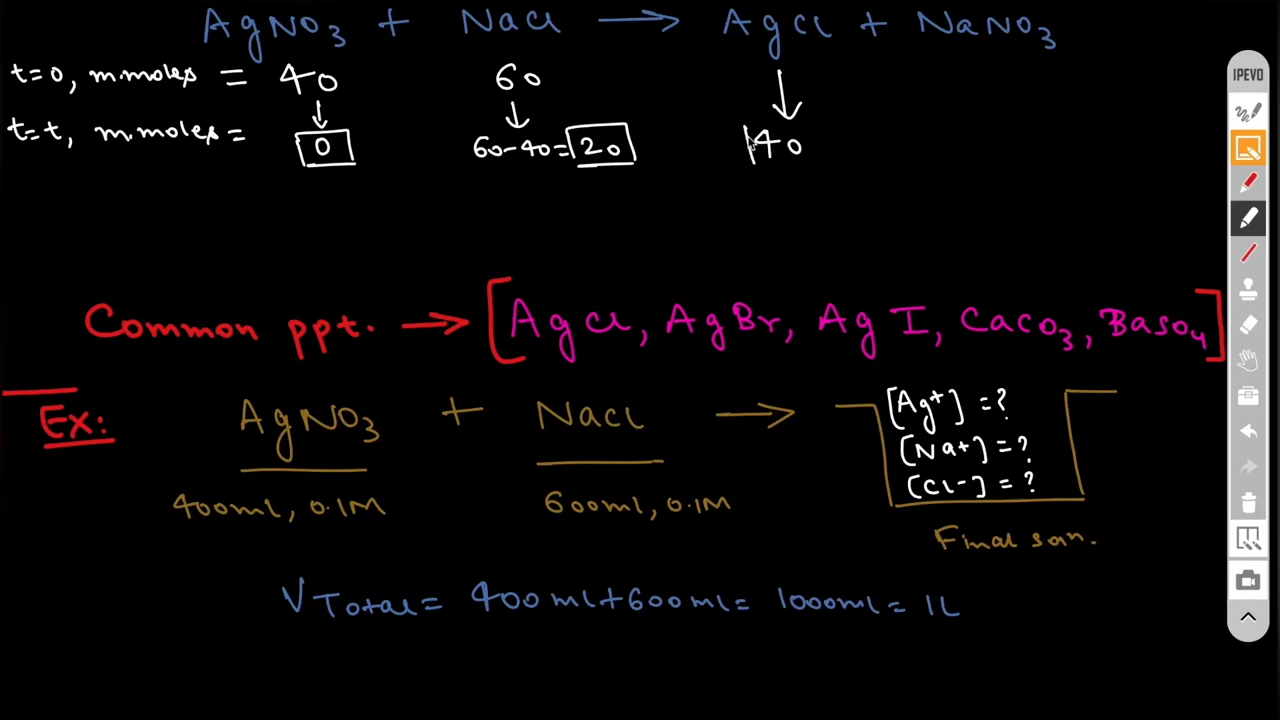 AgNO3 + NaCl → AgCl + NaNO3
t=0, m.moles = 40 60
t=t, m.moles = 0 60-40=20 40
Common ppt. → [AgCl, AgBr, AgI, CaCO3, BaSO4]
Ex: AgNO3 + NaCl →
400ml, 0.1M 600ml, 0.1M
[Ag+] = ?
[Na+] = ?
[Cl-] = ?
Final son.
VTotal = 400ml+600ml = 1000ml = 1L
IPEVO